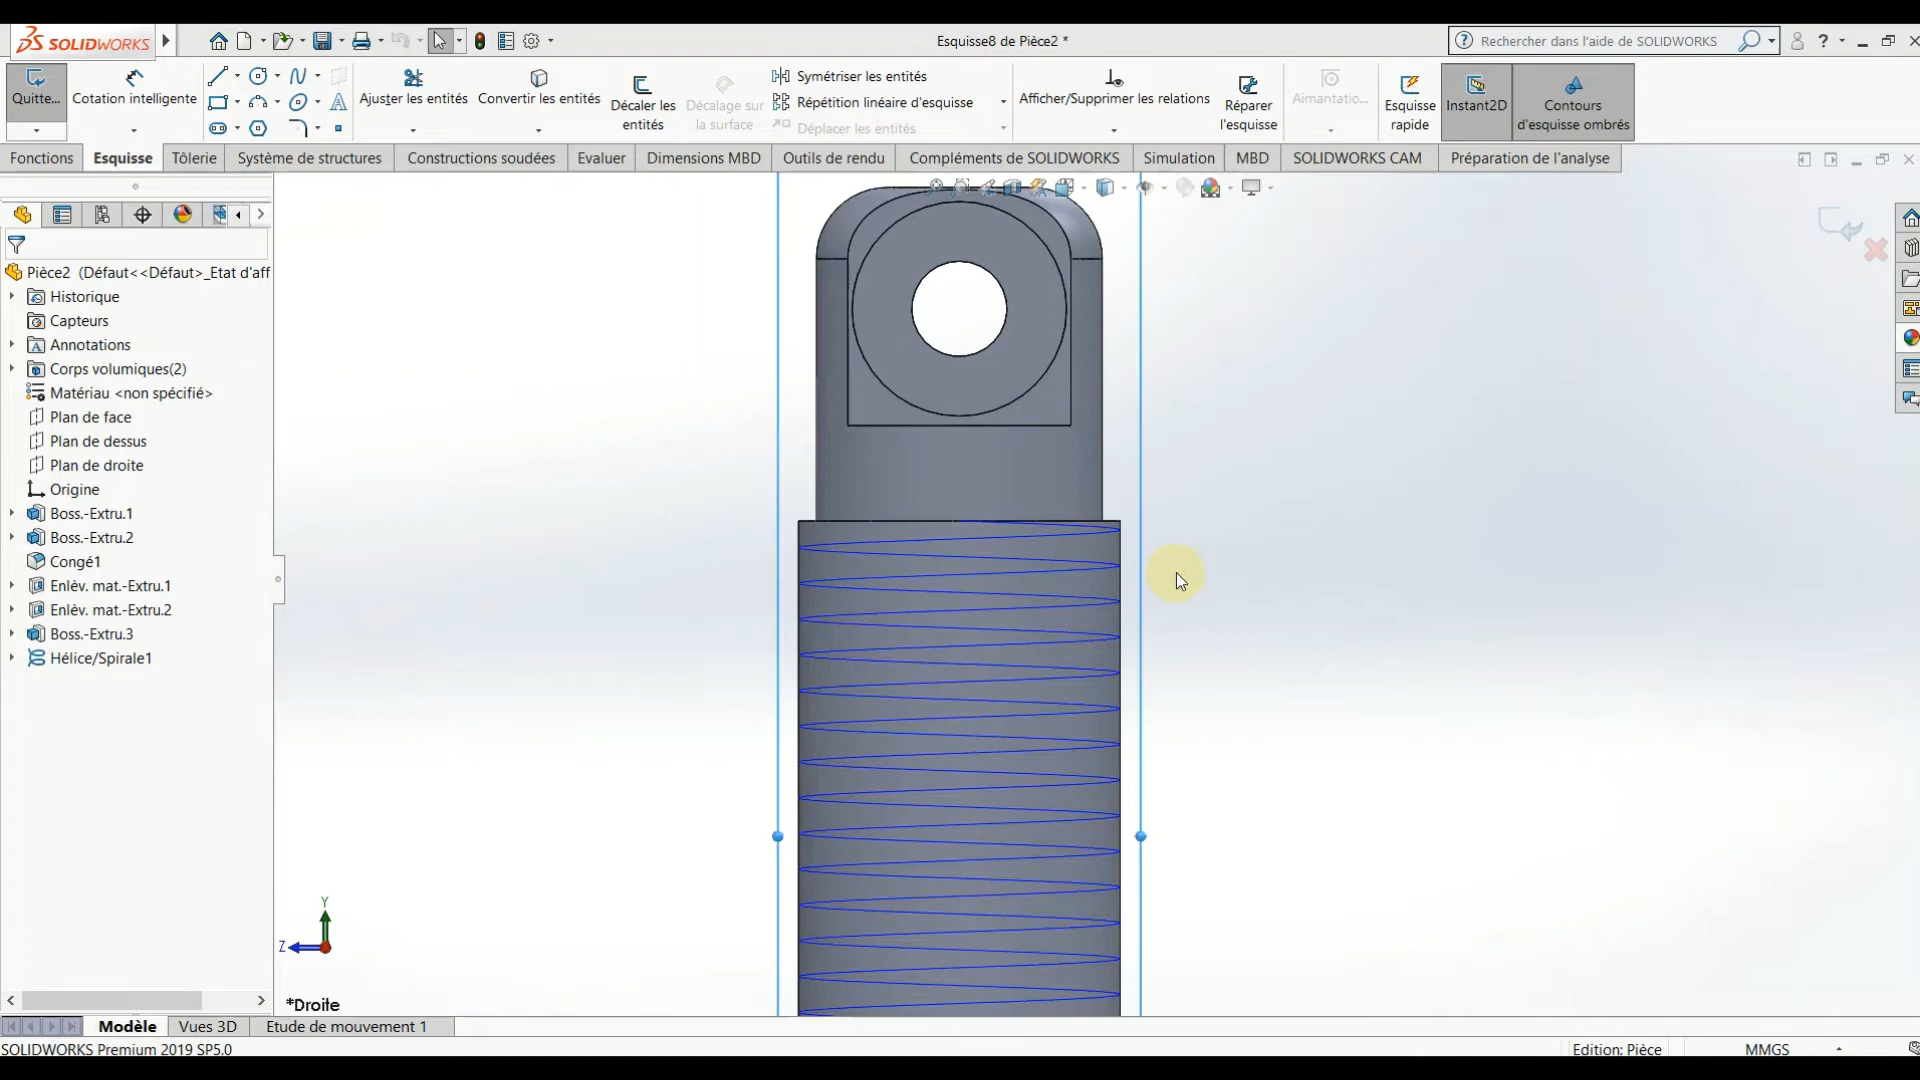 SOLIDWORKS
Esquisse8 de Pièce2 *
Rechercher dans l'aide de SOLIDWORKS
Quitte...
Cotation intelligente
Ajuster les entités
Convertir les entités
Décaler les entités
Décalage sur la surface
Symétriser les entités
Répétition linéaire d'esquisse
Déplacer les entités
Afficher/Supprimer les relations
Réparer l'esquisse
Aimantatio...
Esquisse rapide
Instant2D
Contours d'esquisse ombrés
Fonctions
Esquisse
Tôlerie
Système de structures
Constructions soudées
Evaluer
Dimensions MBD
Outils de rendu
Compléments de SOLIDWORKS
Simulation
MBD
SOLIDWORKS CAM
Préparation de l'analyse
Pièce2 (Défaut<<Défaut>_Etat d'aff
Historique
Capteurs
Annotations
Corps volumiques(2)
Matériau <non spécifié>
Plan de face
Plan de dessus
Plan de droite
Origine
Boss.-Extru.1
Boss.-Extru.2
Congé1
Enlèv. mat.-Extru.1
Enlèv. mat.-Extru.2
Boss.-Extru.3
Hélice/Spirale1
Y
Z
*Droite
Modèle
Vues 3D
Etude de mouvement 1
SOLIDWORKS Premium 2019 SP5.0
Edition: Pièce
MMGS